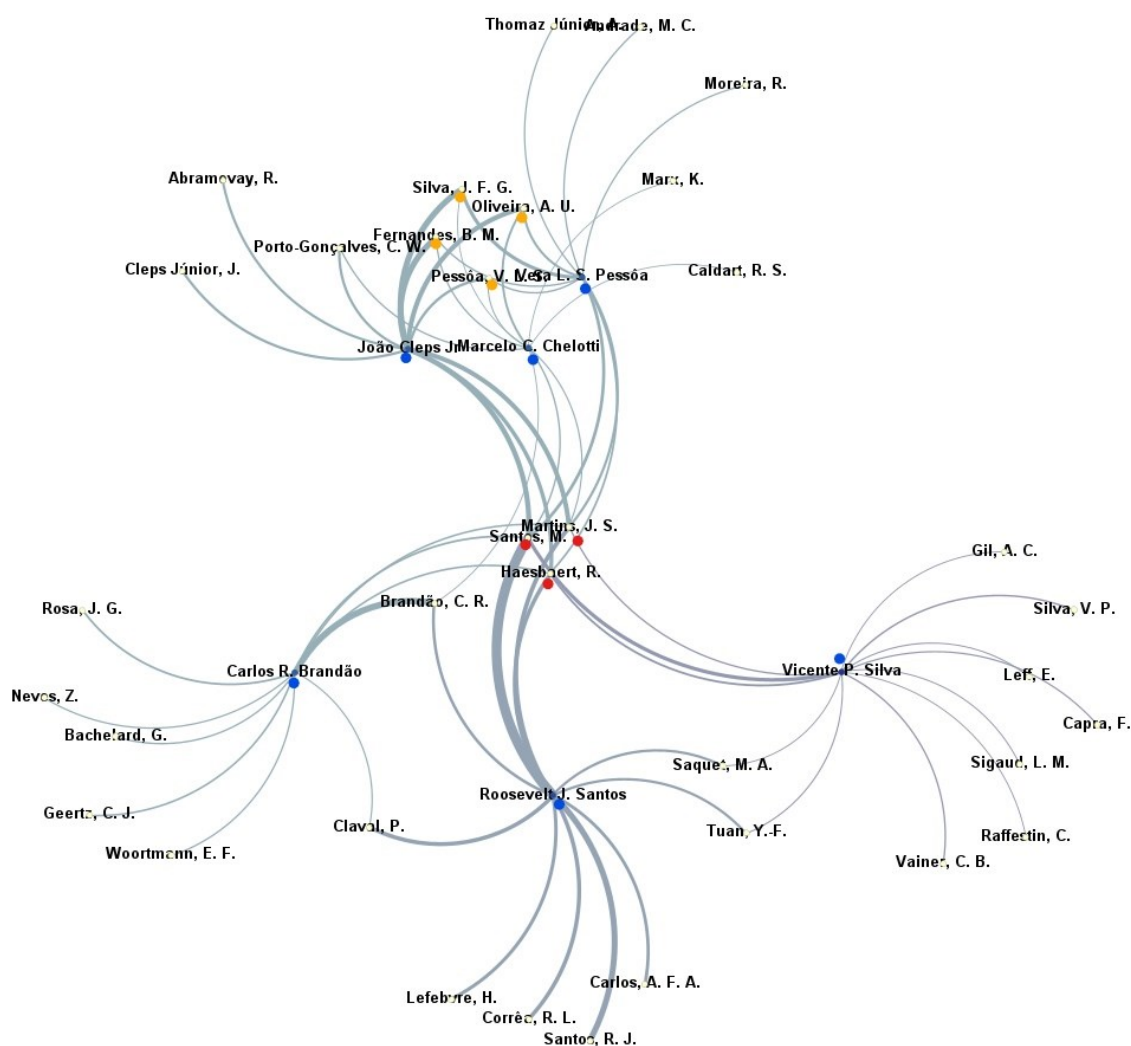 Thomaz Júnior, A.
Andrade, M. C.
Moreira, R.
Abramovay, R.
Silva, J. F. G.
Marx, K.
Oliveira, A. U.
Fernandes, B. M.
Porto-Gonçalves, C. W.
Cleps Júnior, J.
Pessôa, V. L. S.
Vera L. S. Pessôa
Caldart, R. S.
João Cleps Jr
Marcelo C. Chelotti
Martins, J. S.
Santos, M.
Haesbaert, R.
Gil, A. C.
Rosa, J. G.
Brandão, C. R.
Silva, V. P.
Carlos R. Brandão
Vicente P. Silva
Leff, E.
Neves, Z.
Capra, F.
Bachelard, G.
Saquet, M. A.
Sigaud, L. M.
Roosevelt J. Santos
Geertz, C. J.
Claval, P.
Tuan, Y.-F.
Raffestin, C.
Woortmann, E. F.
Vainer, C. B.
Carlos, A. F. A.
Lefebvre, H.
Corrêa, R. L.
Santos, R. J.